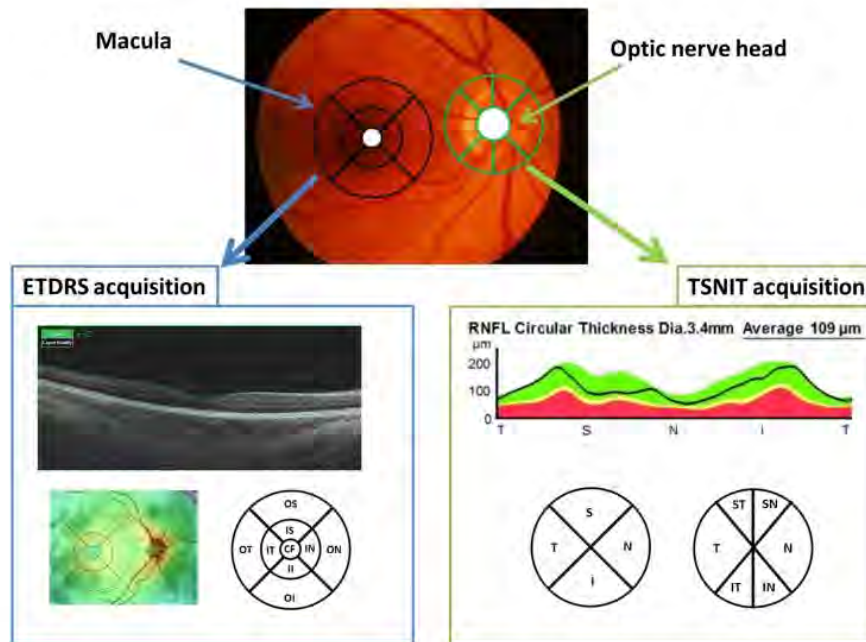 Macula
Optic nerve head
ETDRS acquisition
TSNIT acquisition
RNFL Circular Thickness Dia.3.4mm Average 109 µm
µm
200
100
0
T S N i T
OS
IS
OT IT CF IN ON
II
OI
S
T N
i
ST SN
T N
IT IN